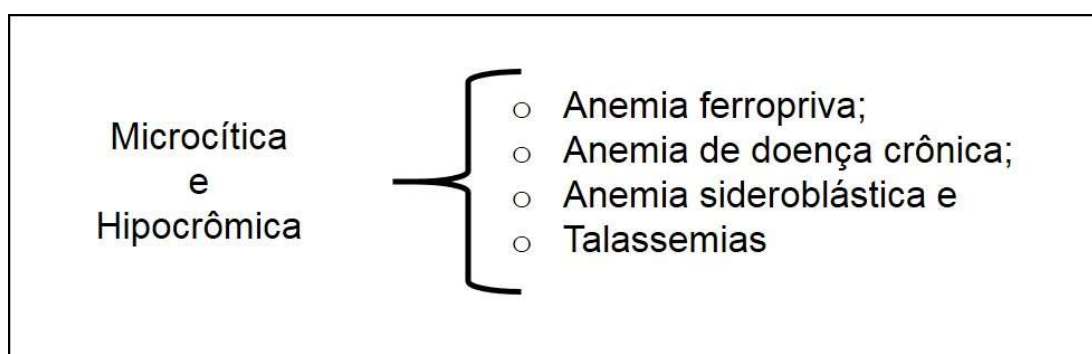 Microcítica
e
Hipocrômica
o Anemia ferropriva;
o Anemia de doença crônica;
o Anemia sideroblástica e
o Talassemias